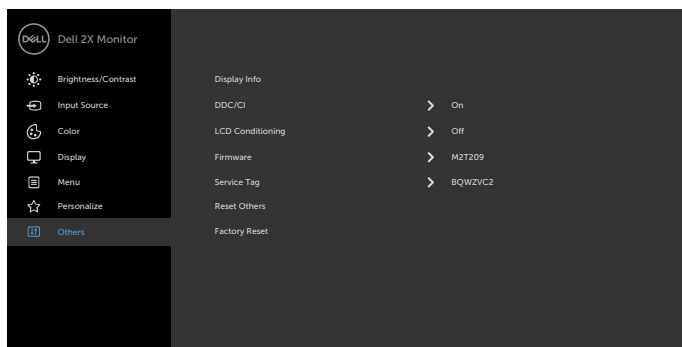 DELL Dell 2X Monitor
Brightness/Contrast Display Info
Input Source DDC/CI On
Color LCD Conditioning Off
Display Firmware M2T209
Menu Service Tag BQWZVC2
Personalize Reset Others
Others Factory Reset